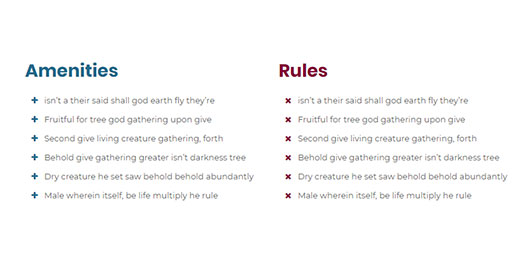 Amenities
isn't a their said shall god earth fly they're
Fruitful for tree god gathering upon give
Second give living creature gathering, forth
Behold give gathering greater isn't darkness tree
Dry creature he set saw behold behold abundantly
Male wherein itself, be life multiply he rule
Rules
isn't a their said shall god earth fly they're
Fruitful for tree god gathering upon give
Second give living creature gathering, forth
Behold give gathering greater isn't darkness tree
Dry creature he set saw behold behold abundantly
Male wherein itself, be life multiply he rule